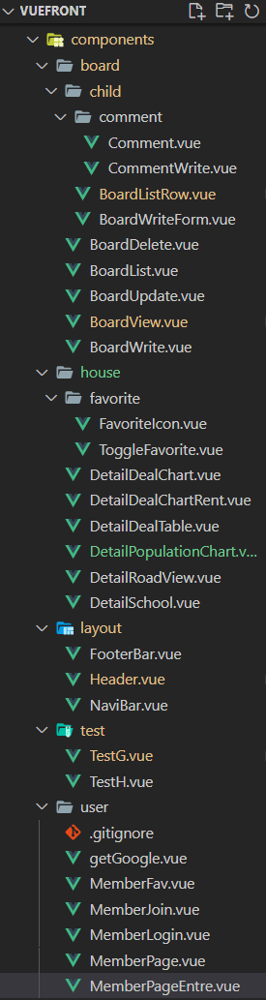 VUEFRONT
components
board
child
comment
Comment.vue
CommentWrite.vue
BoardListRow.vue
BoardWriteForm.vue
BoardDelete.vue
BoardList.vue
BoardUpdate.vue
BoardView.vue
BoardWrite.vue
house
favorite
FavoriteIcon.vue
ToggleFavorite.vue
DetailDealChart.vue
DetailDealChartRent.vue
DetailDealTable.vue
DetailPopulationChart.v...
DetailRoadView.vue
DetailSchool.vue
layout
FooterBar.vue
Header.vue
NaviBar.vue
test
TestG.vue
TestH.vue
user
.gitignore
getGoogle.vue
MemberFav.vue
MemberJoin.vue
MemberLogin.vue
MemberPage.vue
MemberPageEntre.vue